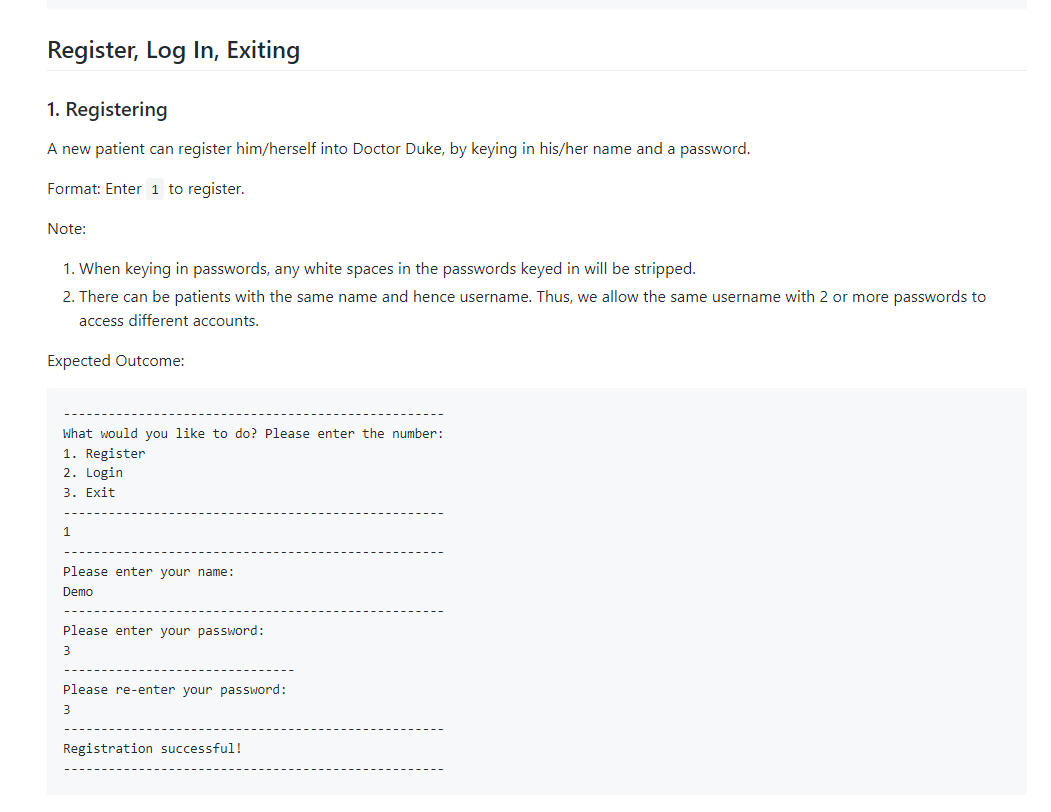 Register, Log In, Exiting
1. Registering
A new patient can register him/herself into Doctor Duke, by keying in his/her name and a password.
Format: Enter 1 to register.
Note:
1. When keying in passwords, any white spaces in the passwords keyed in will be stripped.
2. There can be patients with the same name and hence username. Thus, we allow the same username with 2 or more passwords to
access different accounts.
Expected Outcome:
---------------------------------------------------
What would you like to do? Please enter the number:
1. Register
2. Login
3. Exit
---------------------------------------------------
1
---------------------------------------------------
Please enter your name:
Demo
---------------------------------------------------
Please enter your password:
3
-------------------------------
Please re-enter your password:
3
---------------------------------------------------
Registration successful!
---------------------------------------------------